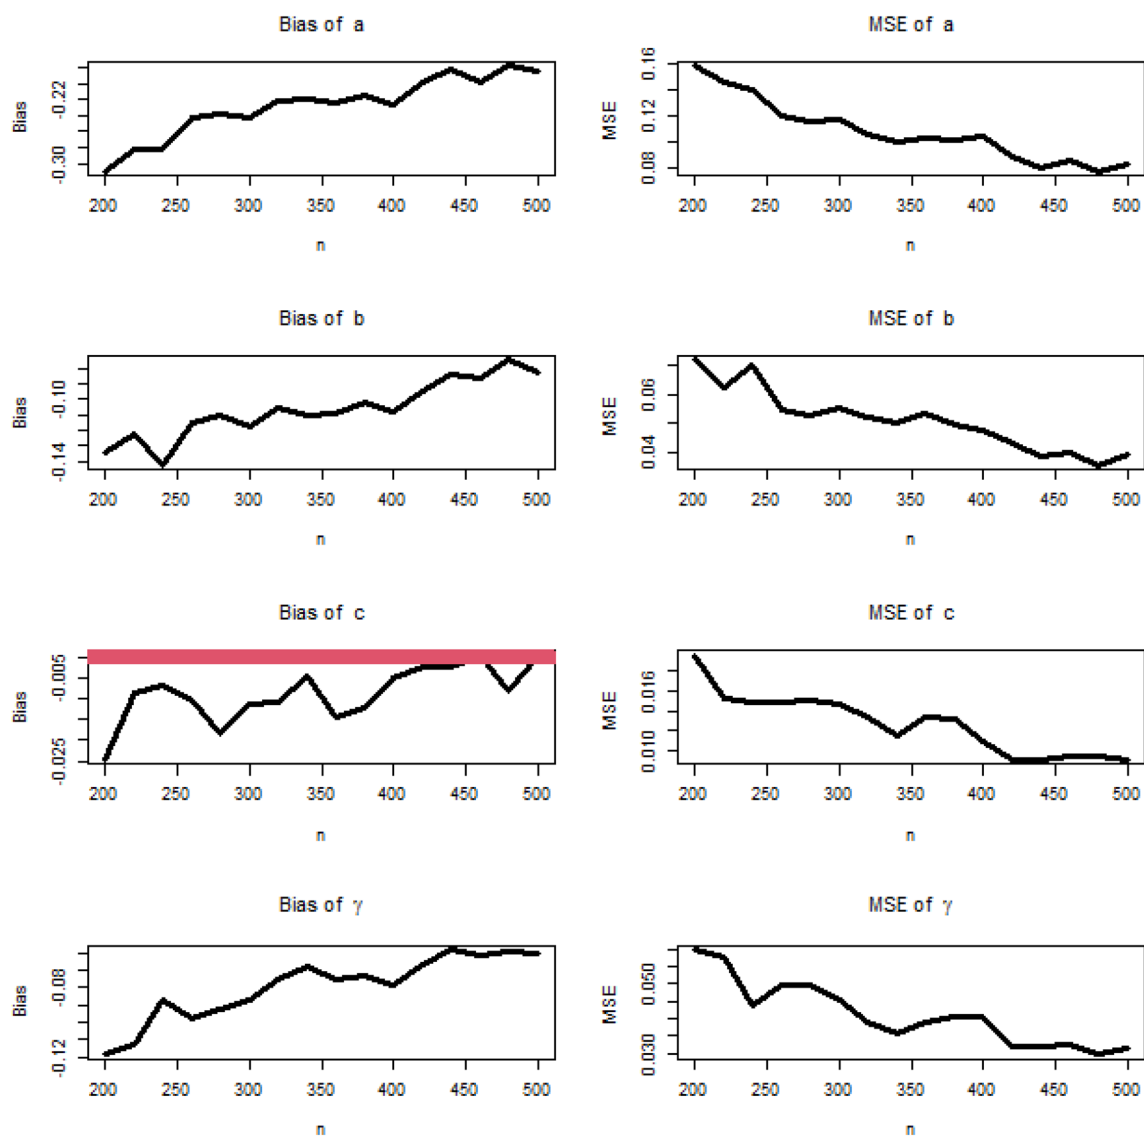 Bias of a
Bias
-0.22
-0.30
200 250 300 350 400 450 500
n
MSE of a
MSE
0.16
0.12
0.08
200 250 300 350 400 450 500
n
Bias of b
Bias
-0.10
-0.14
200 250 300 350 400 450 500
n
MSE of b
MSE
0.06
0.04
200 250 300 350 400 450 500
n
Bias of c
Bias
-0.005
-0.025
200 250 300 350 400 450 500
n
MSE of c
MSE
0.016
0.010
200 250 300 350 400 450 500
n
Bias of γ
Bias
-0.08
-0.12
200 250 300 350 400 450 500
n
MSE of γ
MSE
0.050
0.030
200 250 300 350 400 450 500
n